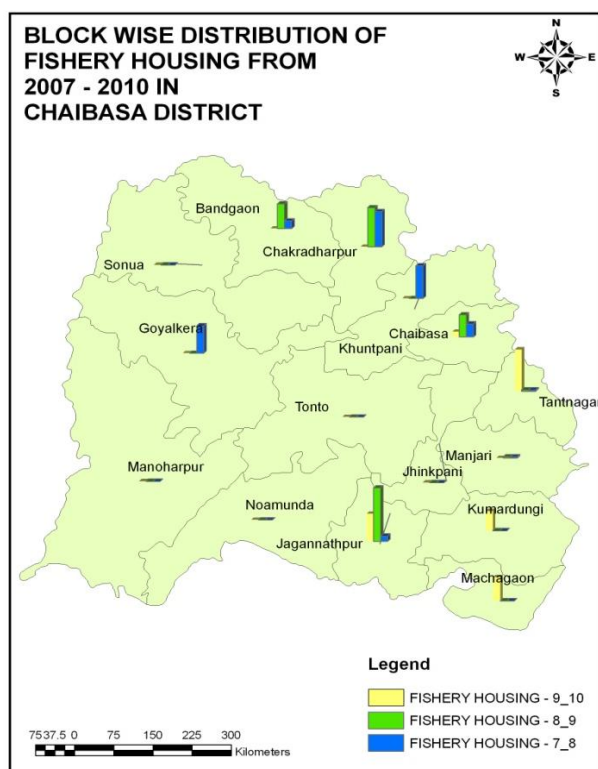 BLOCK WISE DISTRIBUTION OF
FISHERY HOUSING FROM
2007 - 2010 IN
CHAIBASA DISTRICT
N
W E
S
Bandgaon
Chakradharpur
Sonua
Goyalkera
Chaibasa
Khuntpani
Tantnagar
Tonto
Manjari
Jhinkpani
Manoharpur
Noamunda
Kumardungi
Jagannathpur
Machagaon
Legend
FISHERY HOUSING - 9_10
FISHERY HOUSING - 8_9
FISHERY HOUSING - 7_8
75 37.5 0 75 150 225 300
Kilometers